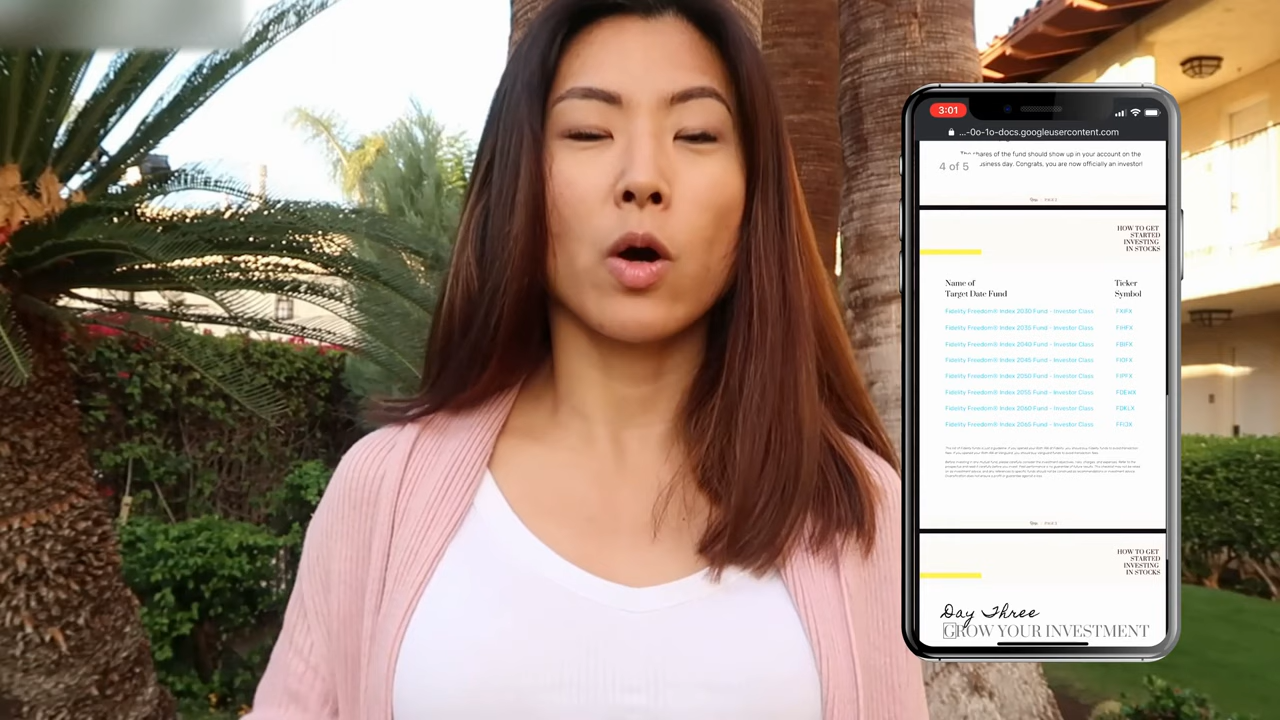 3:01
...-0o-1o-docs.googleusercontent.com
The shares of the fund should show up in your account on the
4 of 5
business day. Congrats, you are now officially an investor!
HOW TO GET
STARTED
INVESTING
IN STOCKS
Name of
Target Date Fund
Ticker
Symbol
Fidelity Freedom® Index 2030 Fund - Investor Class FXIFX
Fidelity Freedom® Index 2035 Fund - Investor Class FIHFX
Fidelity Freedom® Index 2040 Fund - Investor Class FBIFX
Fidelity Freedom® Index 2045 Fund - Investor Class FIOFX
Fidelity Freedom® Index 2050 Fund - Investor Class FIPFX
Fidelity Freedom® Index 2055 Fund - Investor Class FDEWX
Fidelity Freedom® Index 2060 Fund - Investor Class FDKLX
Fidelity Freedom® Index 2065 Fund - Investor Class
HOW TO GET
STARTED
INVESTING
IN STOCKS
Day Three
GROW YOUR INVESTMENT